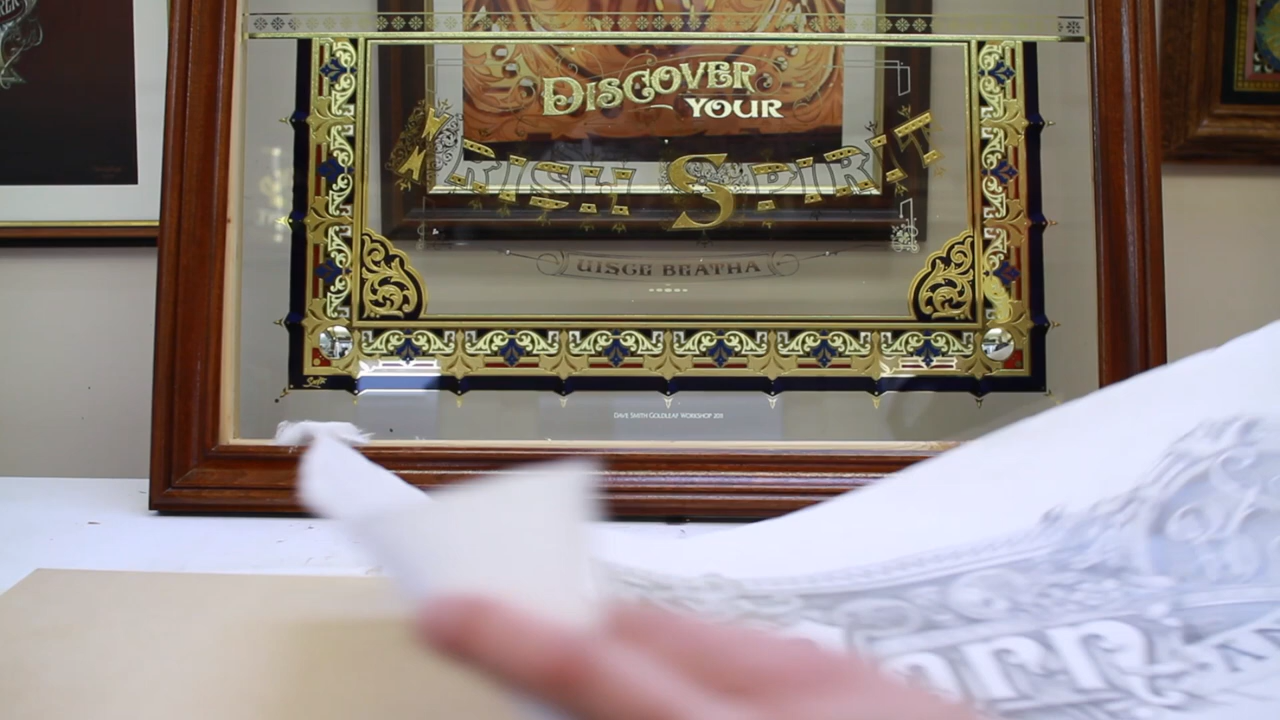 DISCOVER
YOUR
IRISH SPIRIT
UISCE BEATHA
DAVE SMITH GOLDLEAF WORKSHOP 2011